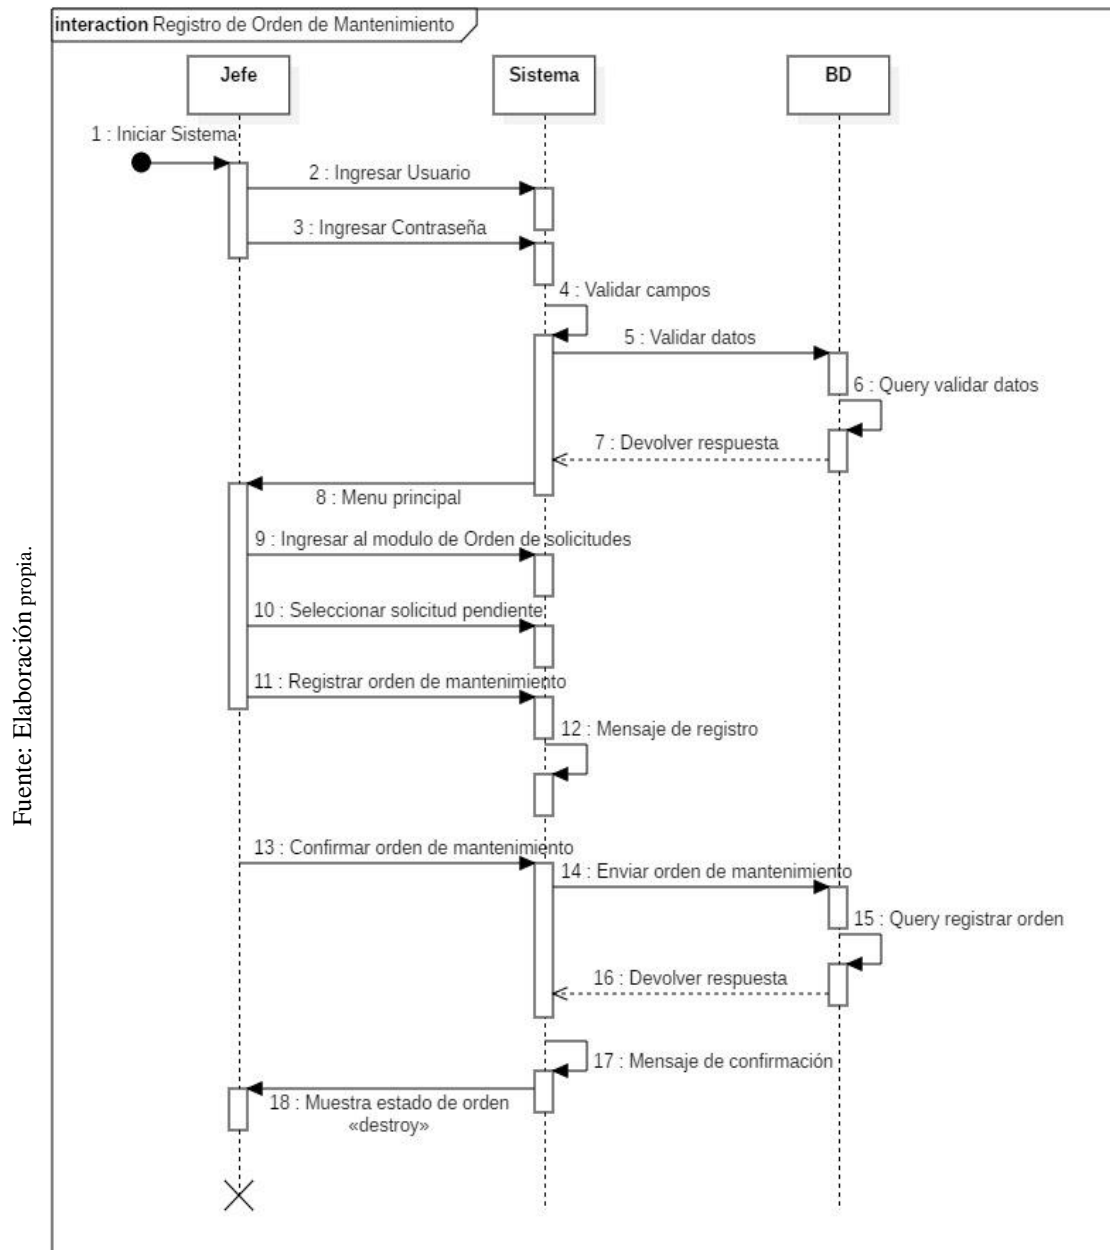 interaction Registro de Orden de Mantenimiento
Jefe
Sistema
BD
1 : Iniciar Sistema
2 : Ingresar Usuario
3 : Ingresar Contraseña
4 : Validar campos
5 : Validar datos
6 : Query validar datos
7 : Devolver respuesta
8 : Menu principal
9 : Ingresar al modulo de Orden de solicitudes
10 : Seleccionar solicitud pendiente
11 : Registrar orden de mantenimiento
12 : Mensaje de registro
13 : Confirmar orden de mantenimiento
14 : Enviar orden de mantenimiento
15 : Query registrar orden
16 : Devolver respuesta
17 : Mensaje de confirmación
18 : Muestra estado de orden
«destroy»
Fuente: Elaboración propia.